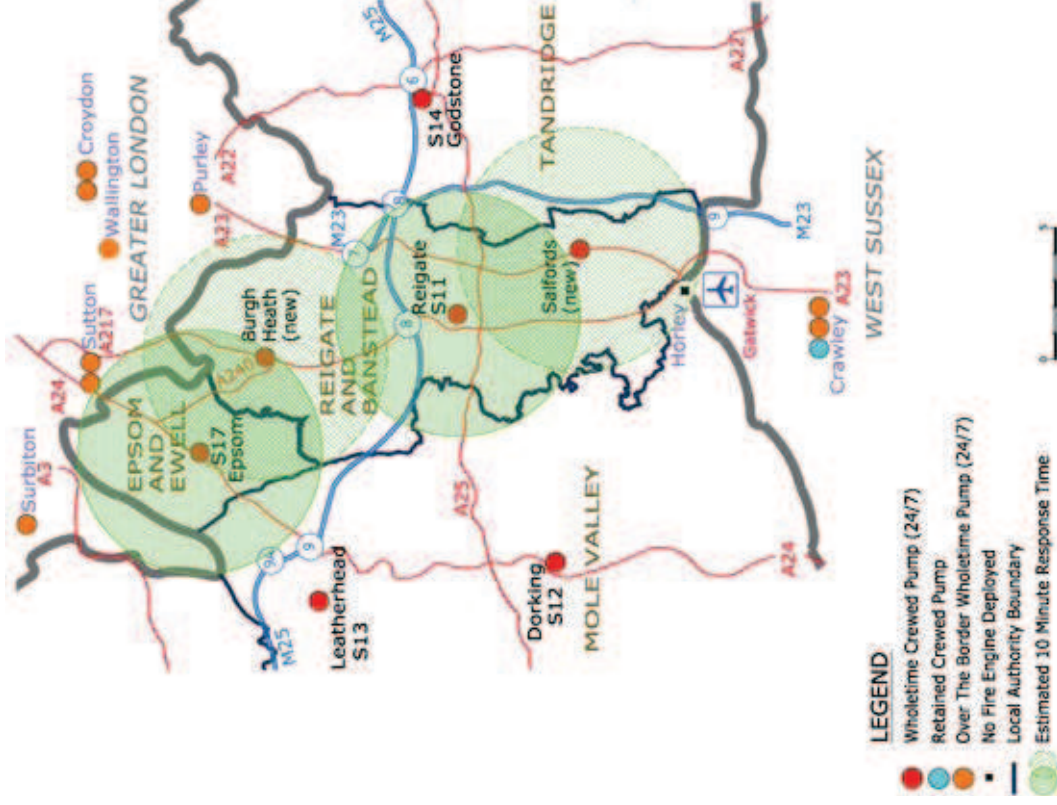 Surbiton
A3
A24
Sutton
A217
Croydon
Wallington
GREATER LONDON
Purley
A22
A23
EPSOM
AND
EWELL
S17
Epsom
A240
Burgh
Heath
(new)
M23
7
8
M25
6
S14
Godstone
REIGATE
AND
BANSTEAD
8
Reigate
S11
TANDRIDGE
9A
9
M25
Leatherhead
S13
A25
Salfords
(new)
Dorking
S12
MOLE VALLEY
A24
Horley
Gatwick
9
M23
A22
A23
Crawley
WEST SUSSEX
0
5
LEGEND
Wholetime Crewed Pump (24/7)
Retained Crewed Pump
Over The Border Wholetime Pump (24/7)
No Fire Engine Deployed
Local Authority Boundary
Estimated 10 Minute Response Time